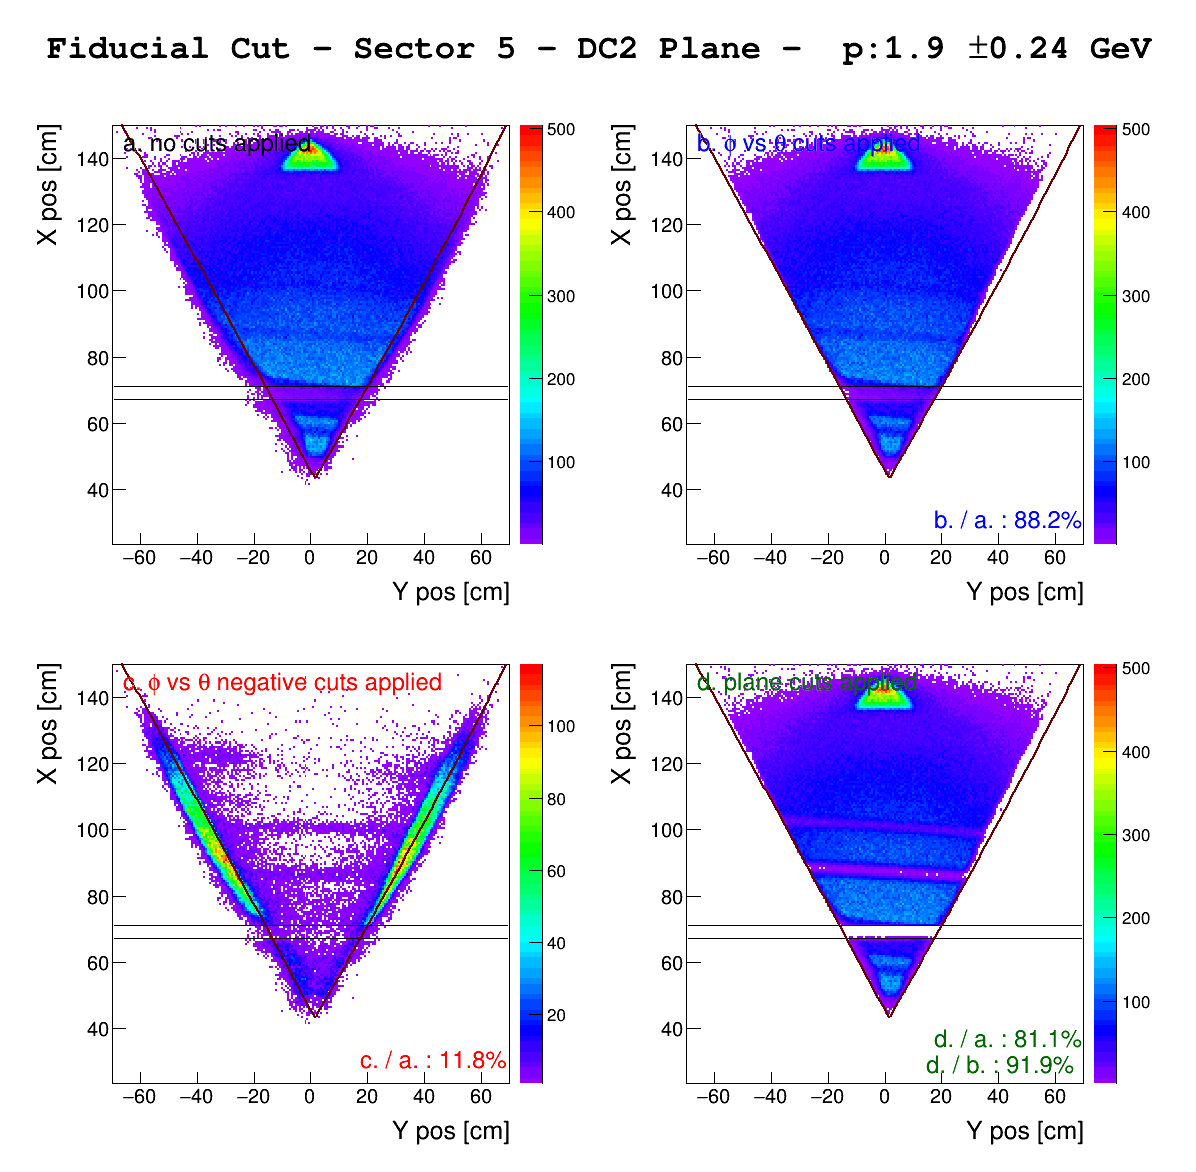 Fiducial Cut − Sector 5 − DC2 Plane − p:1.9 ±0.24 GeV
a. no cuts applied
X pos [cm]
140
120
100
80
60
40
−60 −40 −20 0 20 40 60
Y pos [cm]
500
400
300
200
100
b. ϕ vs θ cuts applied
X pos [cm]
140
120
100
80
60
40
b. / a. : 88.2%
−60 −40 −20 0 20 40 60
Y pos [cm]
500
400
300
200
100
c. ϕ vs θ negative cuts applied
X pos [cm]
140
120
100
80
60
40
c. / a. : 11.8%
−60 −40 −20 0 20 40 60
Y pos [cm]
100
80
60
40
20
d. plane cuts applied
X pos [cm]
140
120
100
80
60
40
d. / a. : 81.1%
d. / b. : 91.9%
−60 −40 −20 0 20 40 60
Y pos [cm]
500
400
300
200
100